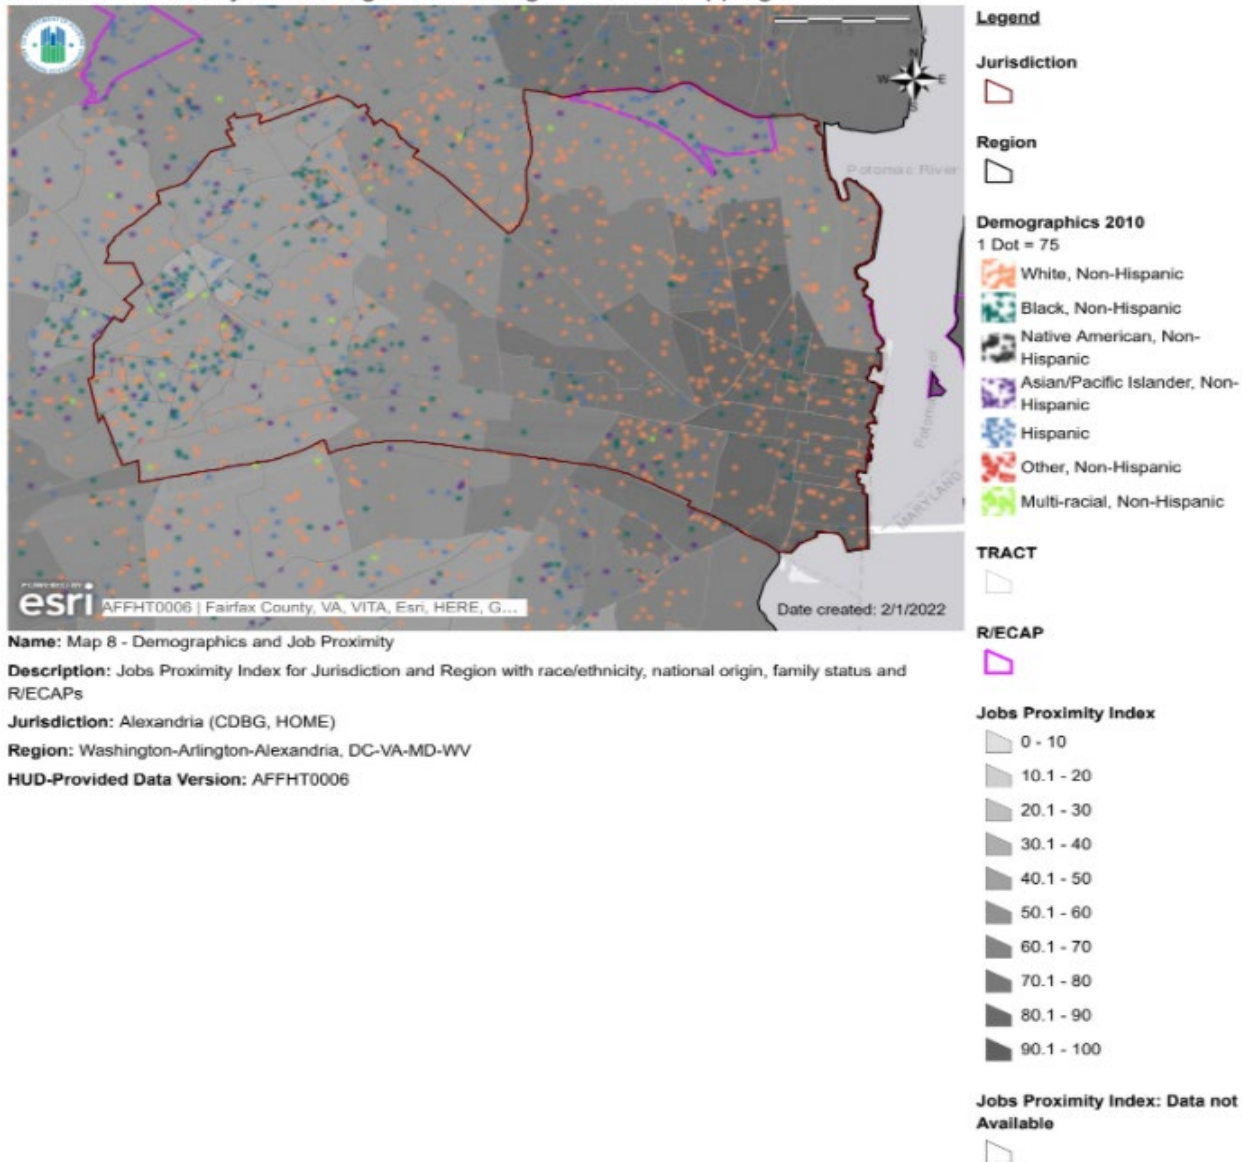 Potomac River
MARYLAND
POWERED BY
esri
AFFHT0006 | Fairfax County, VA, VITA, Esri, HERE, G...
Date created: 2/1/2022
N
W
E
S
Name: Map 8 - Demographics and Job Proximity
Description: Jobs Proximity Index for Jurisdiction and Region with race/ethnicity, national origin, family status and
R/ECAPs
Jurisdiction: Alexandria (CDBG, HOME)
Region: Washington-Arlington-Alexandria, DC-VA-MD-WV
HUD-Provided Data Version: AFFHT0006
Legend
Jurisdiction
Region
Demographics 2010
1 Dot = 75
White, Non-Hispanic
Black, Non-Hispanic
Native American, Non-
Hispanic
Asian/Pacific Islander, Non-
Hispanic
Hispanic
Other, Non-Hispanic
Multi-racial, Non-Hispanic
TRACT
R/ECAP
Jobs Proximity Index
0 - 10
10.1 - 20
20.1 - 30
30.1 - 40
40.1 - 50
50.1 - 60
60.1 - 70
70.1 - 80
80.1 - 90
90.1 - 100
Jobs Proximity Index: Data not
Available